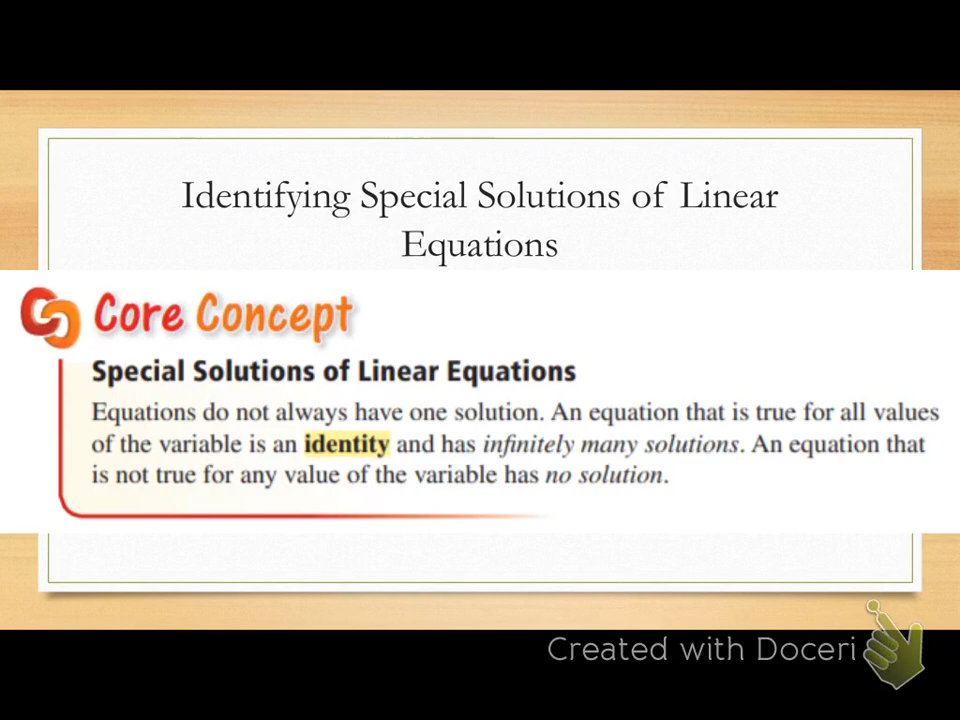 Identifying Special Solutions of Linear
Equations
Core Concept
Special Solutions of Linear Equations
Equations do not always have one solution. An equation that is true for all values
of the variable is an identity and has infinitely many solutions. An equation that
is not true for any value of the variable has no solution.
Created with Doceri